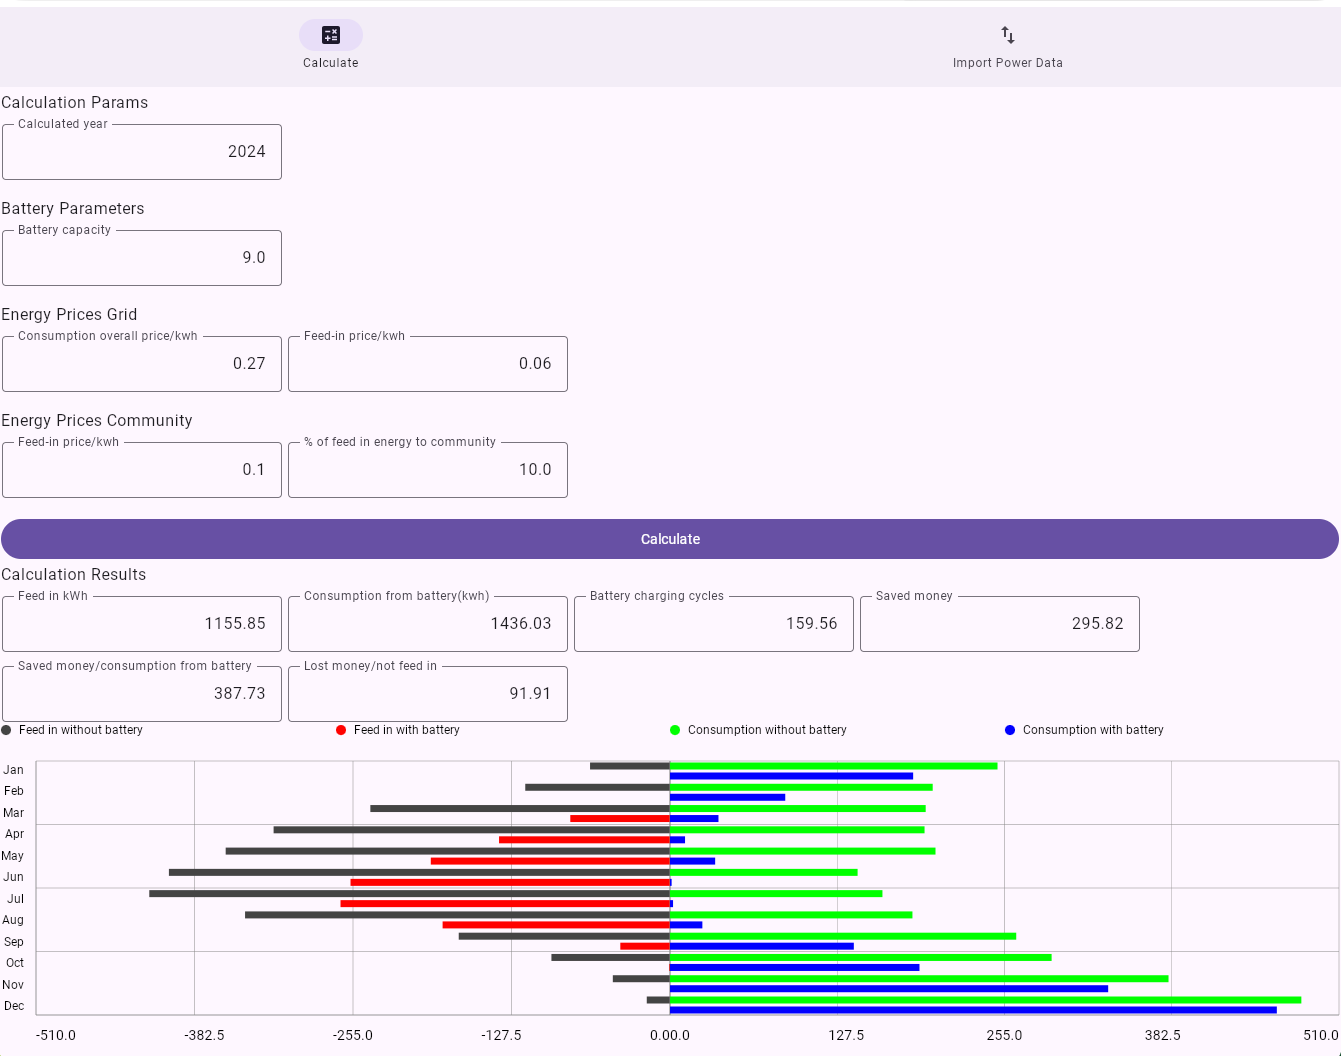 Calculate
Import Power Data
Calculation Params
Calculated year
2024
Battery Parameters
Battery capacity
9.0
Energy Prices Grid
Consumption overall price/kwh
Feed-in price/kwh
0.27
0.06
Energy Prices Community
Feed-in price/kwh
% of feed in energy to community
0.1
10.0
Calculate
Calculation Results
Feed in kWh
Consumption from battery(kwh)
Battery charging cycles
Saved money
1155.85
1436.03
159.56
295.82
Saved money/consumption from battery
Lost money/not feed in
387.73
91.91
Feed in without battery
Feed in with battery
Consumption without battery
Consumption with battery
Jan
Feb
Mar
Apr
May
Jun
Jul
Aug
Sep
Oct
Nov
Dec
-510.0
-382.5
-255.0
-127.5
0.00.0
127.5
255.0
382.5
510.0